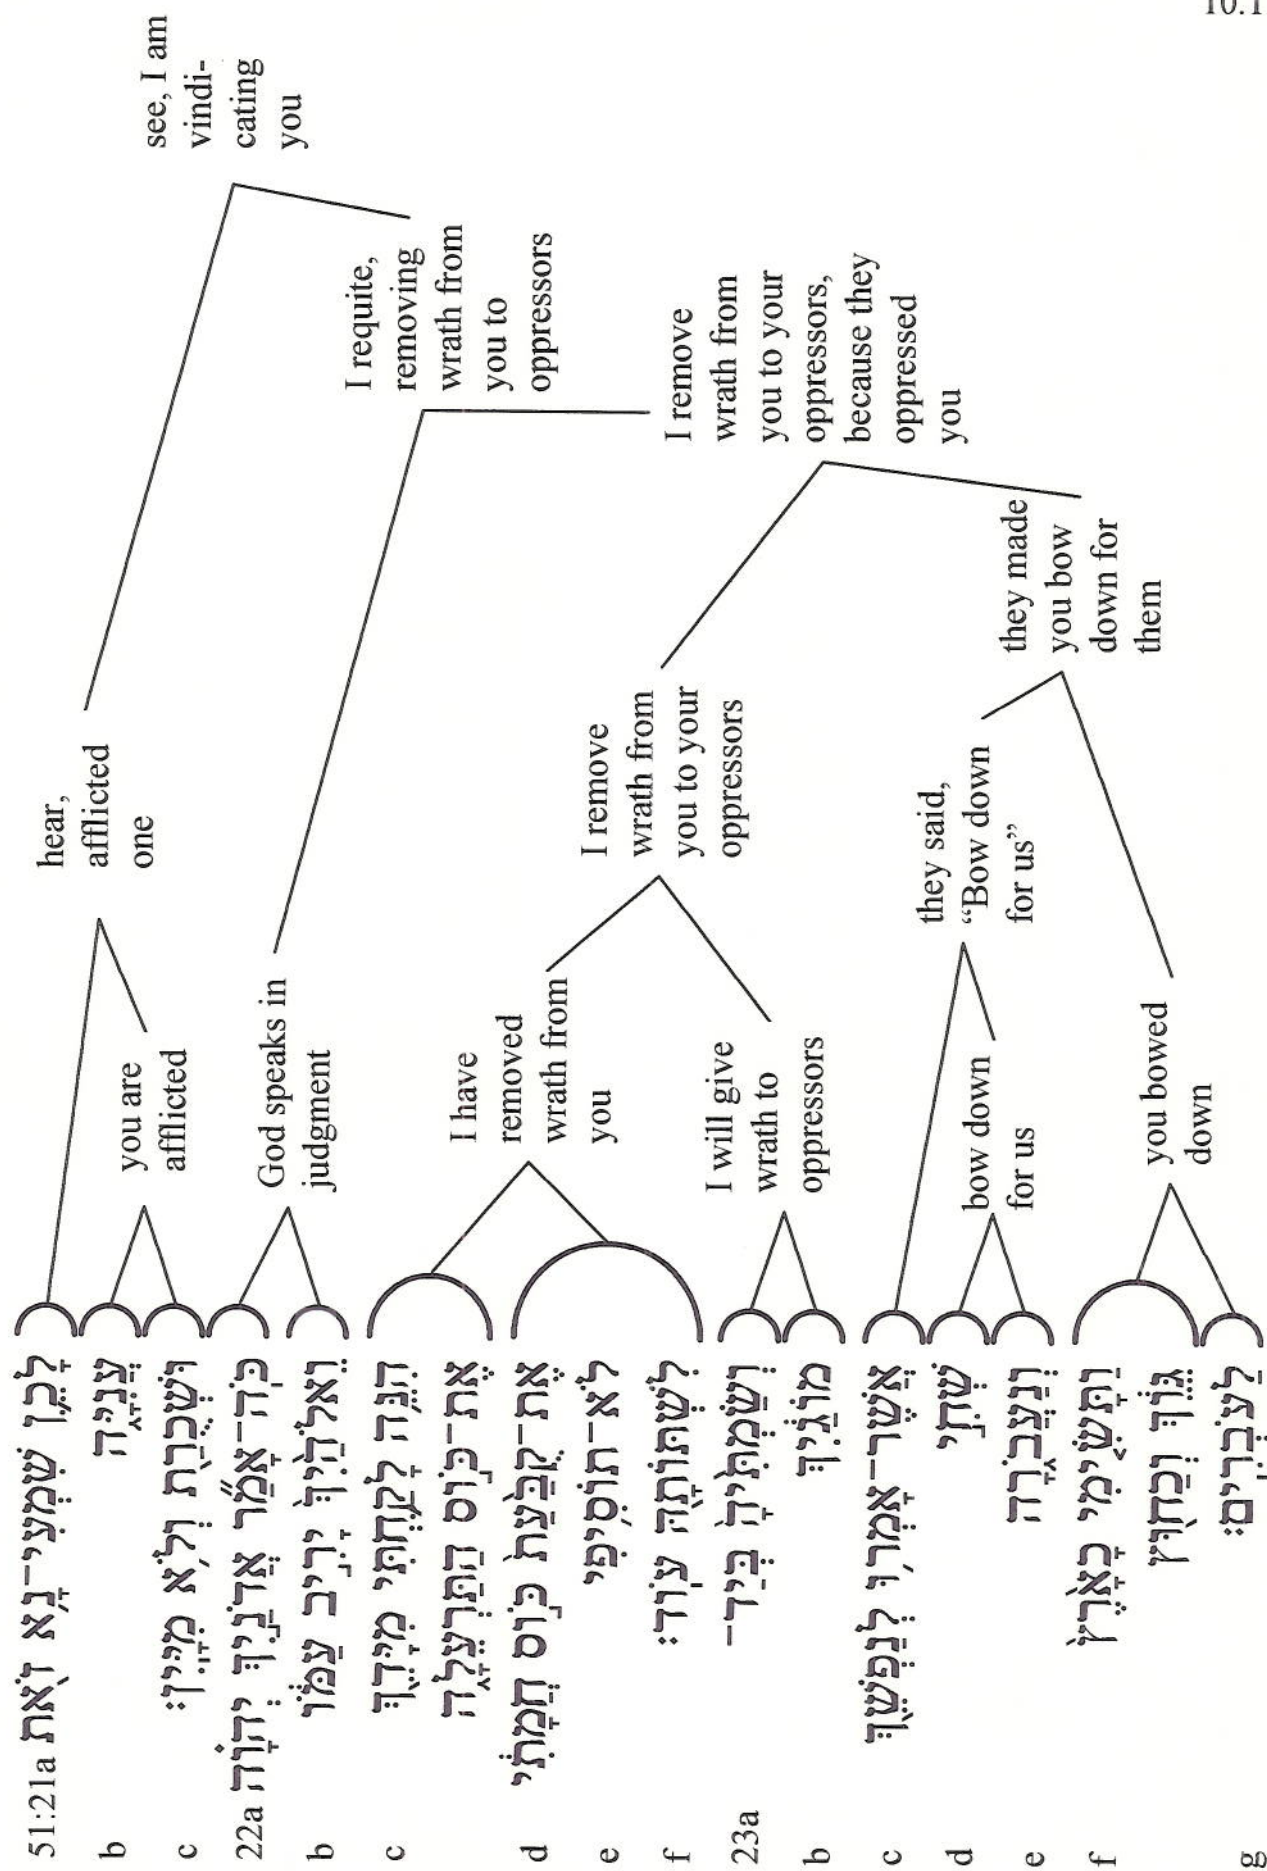 10.1
51:21a לָכֵ֛ן שִׁמְעִי־נָ֥א זֹ֖את
b עֲנִיָּ֑ה
c וּשְׁכֻרַ֖ת וְלֹ֥א מִיָּֽיִן׃
22a כֹּֽה־אָמַ֞ר אֲדֹנַ֣יִךְ יְהוָ֗ה
b וֵאלֹהַ֙יִךְ֙ יָרִ֣יב עַמּ֔וֹ
c הִנֵּ֥ה לָקַ֛חְתִּי מִיָּדֵ֖ךְ
אֶת־כּ֣וֹס הַתַּרְעֵלָ֑ה
d אֶת־קֻבַּ֙עַת֙ כּ֣וֹס חֲמָתִ֔י
e לֹא־תוֹסִ֥יפִי
f לִשְׁתּוֹתָ֖הּ עֽוֹד׃
23a וְשַׂמְתִּ֙יהָ֙ בְּיַד־
b מוֹגַ֔יִךְ
c אֲשֶׁר־אָמְר֥וּ לְנַפְשֵׁ֖ךְ
d שְׁחִ֣י
e וְנַעֲבֹ֑רָה
f וַתָּשִׂ֤ימִי כָאָ֙רֶץ֙
גֵּוֵ֔ךְ וְכַח֖וּץ
g לַעֹבְרִֽים׃
you are
afflicted
God speaks in
judgment
I have
removed
wrath from
you
I will give
wrath to
oppressors
bow down
for us
you bowed
down
hear,
afflicted
one
I remove
wrath from
you to your
oppressors
they said,
“Bow down
for us”
they made
you bow
down for
them
I remove
wrath from
you to your
oppressors,
because they
oppressed
you
I requite,
removing
wrath from
you to
oppressors
see, I am
vindi-
cating
you